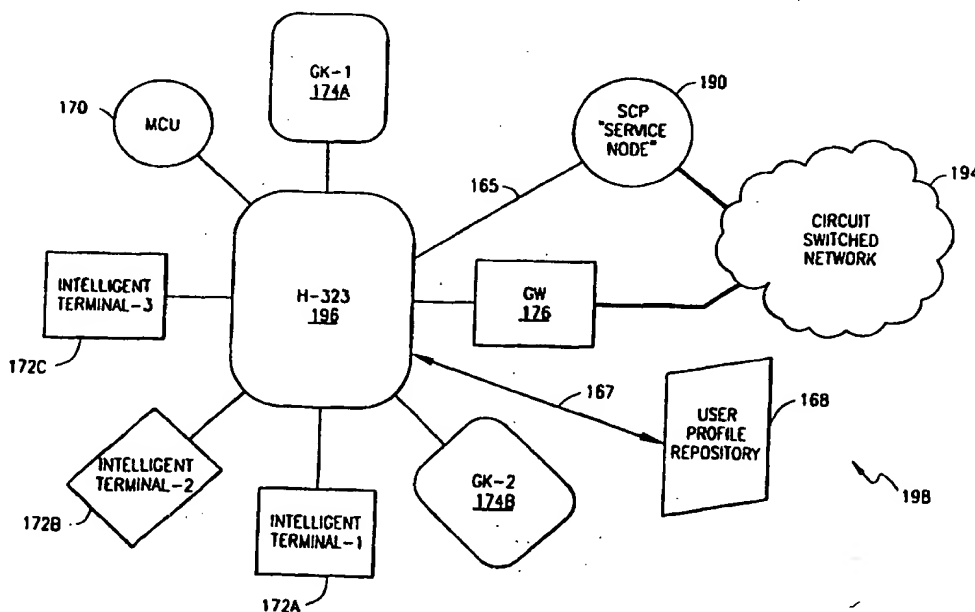 GK-1
174A
170
MCU
190
SCP
"SERVICE
NODE"
165
194
CIRCUIT
SWITCHED
NETWORK
INTELLIGENT
TERMINAL-3
172C
H-323
196
GW
176
167
168
USER
PROFILE
REPOSITORY
INTELLIGENT
TERMINAL-2
172B
GK-2
174B
INTELLIGENT
TERMINAL-1
172A
198